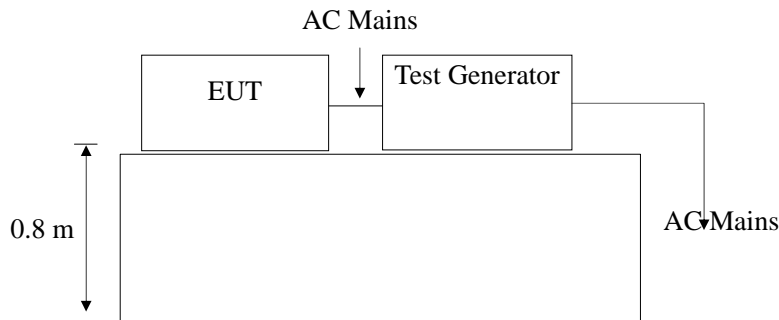 AC Mains
EUT
Test Generator
0.8 m
AC Mains